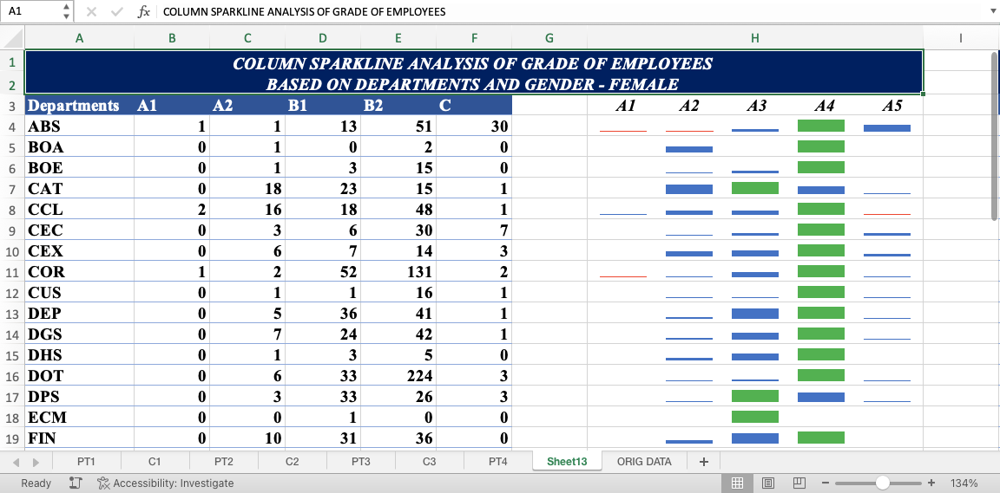 A1 fx COLUMN SPARKLINE ANALYSIS OF GRADE OF EMPLOYEES
A B C D E F G H I
1 COLUMN SPARKLINE ANALYSIS OF GRADE OF EMPLOYEES
2 BASED ON DEPARTMENTS AND GENDER - FEMALE
3 Departments A1 A2 B1 B2 C A1 A2 A3 A4 A5
4 ABS 1 1 13 51 30
5 BOA 0 1 0 2 0
6 BOE 0 1 3 15 0
7 CAT 0 18 23 15 1
8 CCL 2 16 18 48 1
9 CEC 0 3 6 30 7
10 CEX 0 6 7 14 3
11 COR 1 2 52 131 2
12 CUS 0 1 1 16 1
13 DEP 0 5 36 41 1
14 DGS 0 7 24 42 1
15 DHS 0 1 3 5 0
16 DOT 0 6 33 224 3
17 DPS 0 3 33 26 3
18 ECM 0 0 1 0 0
19 FIN 0 10 31 36 0
PT1 C1 PT2 C2 PT3 C3 PT4 Sheet13 ORIG DATA +
Ready Accessibility: Investigate - + 134%